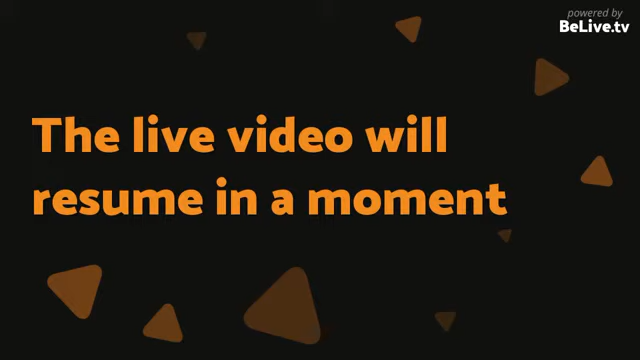 powered by
BeLive.tv
The live video will
resume in a moment